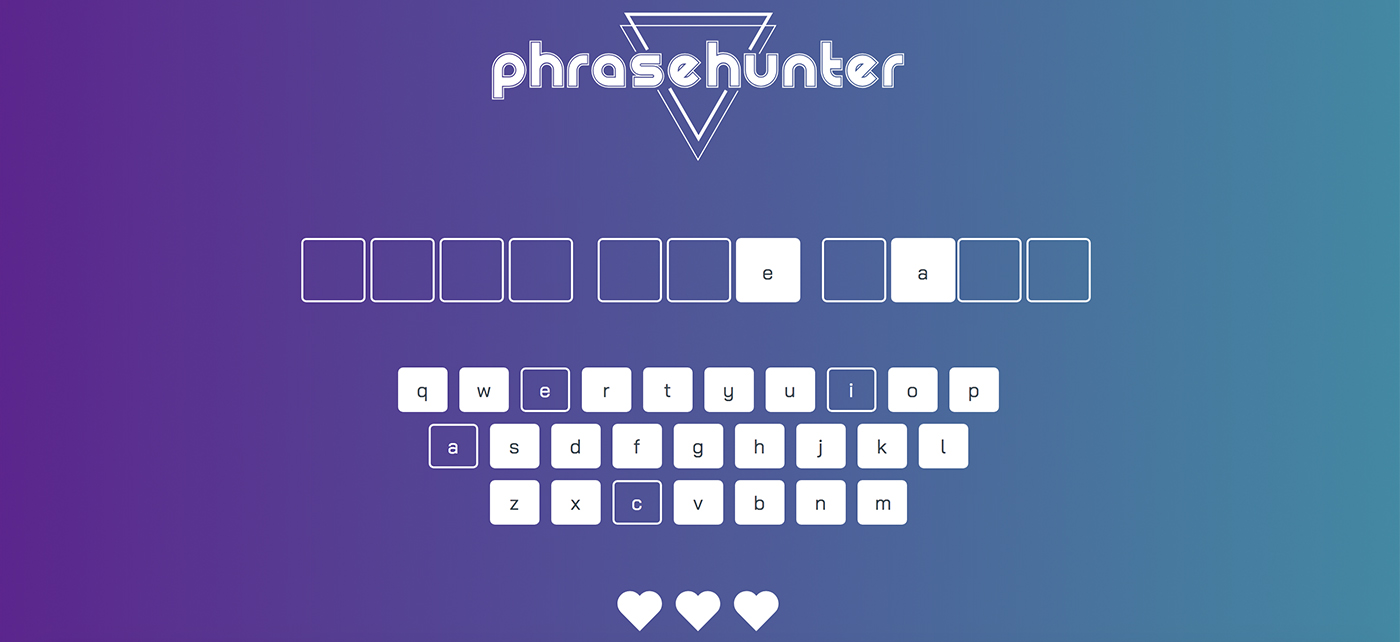 phrasehunter
e a
q w e r t y u i o p
a s d f g h j k l
z x c v b n m